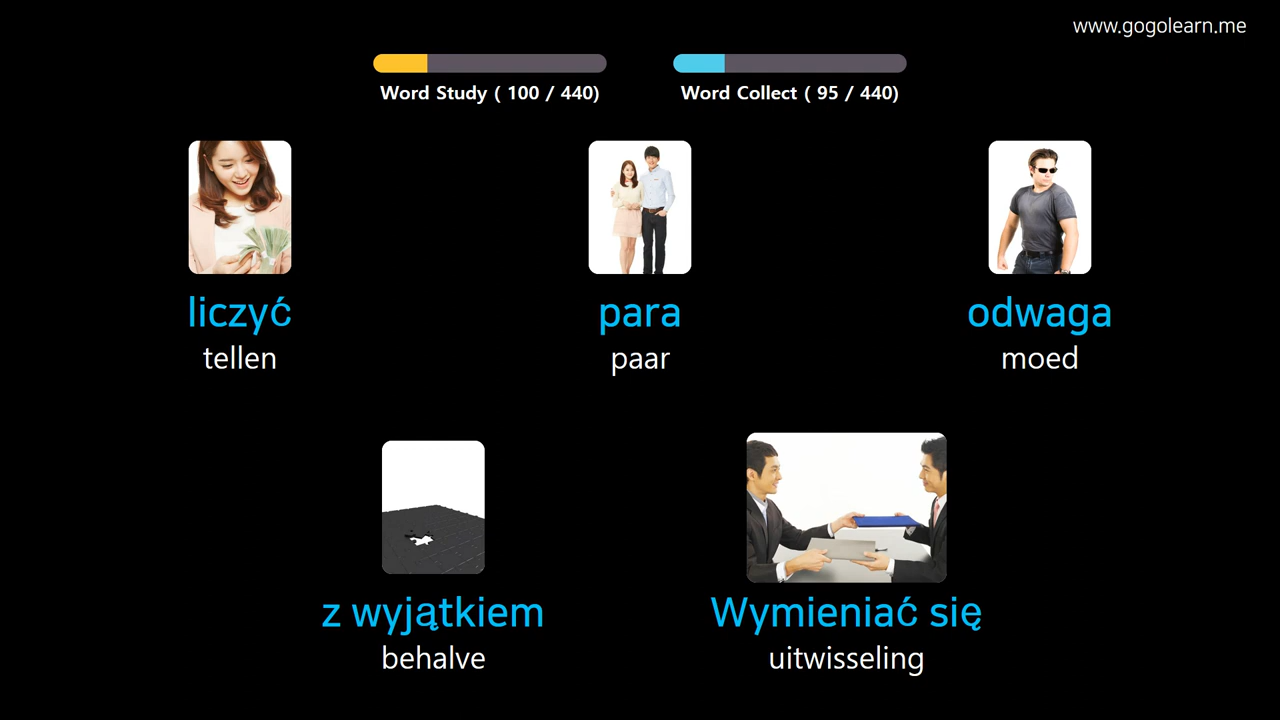 www.gogolearn.me
Word Study ( 100 / 440)
Word Collect ( 95 / 440)
liczyć
tellen
para
paar
odwaga
moed
z wyjątkiem
behalve
Wymieniać się
uitwisseling